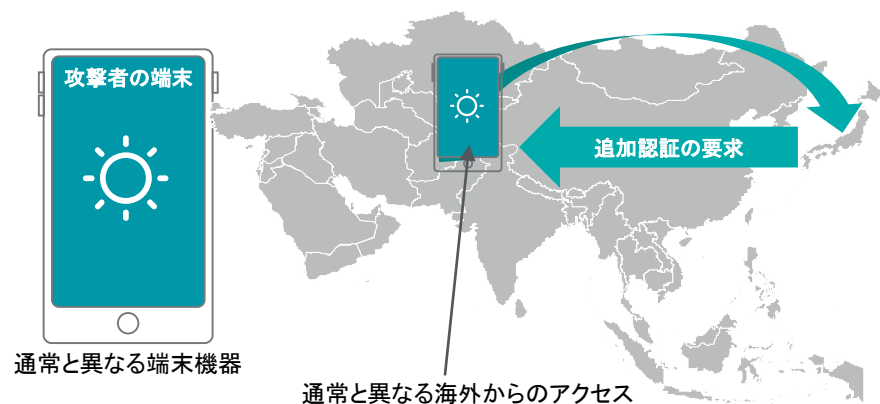 攻撃者の端末
追加認証の要求
通常と異なる端末機器
通常と異なる海外からのアクセス